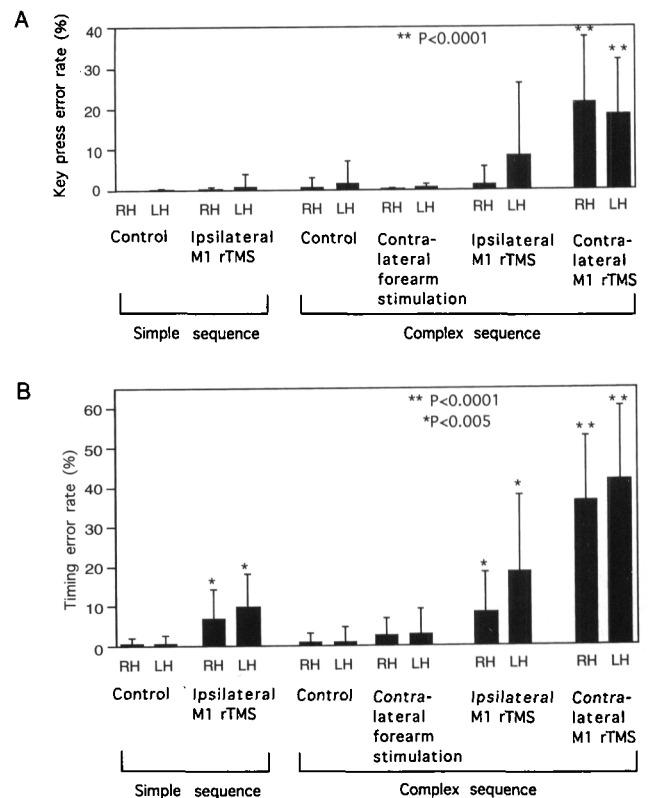 A
Key press error rate (%)
40
30
20
10
0
** P<0.0001
**
**
RH LH RH LH RH LH RH LH RH LH RH LH
Control Ipsilateral Control Contra- Ipsilateral Contra-
M1 rTMS lateral M1 rTMS lateral
forearm M1 rTMS
stimulation
Simple sequence Complex sequence
B
Timing error rate (%)
60
50
40
30
20
10
0
** P<0.0001
*P<0.005
*
*
*
*
**
**
RH LH RH LH RH LH RH LH RH LH RH LH
Control Ipsilateral Control Contra- Ipsilateral Contra-
M1 rTMS lateral M1 rTMS lateral
forearm M1 rTMS
stimulation
Simple sequence Complex sequence